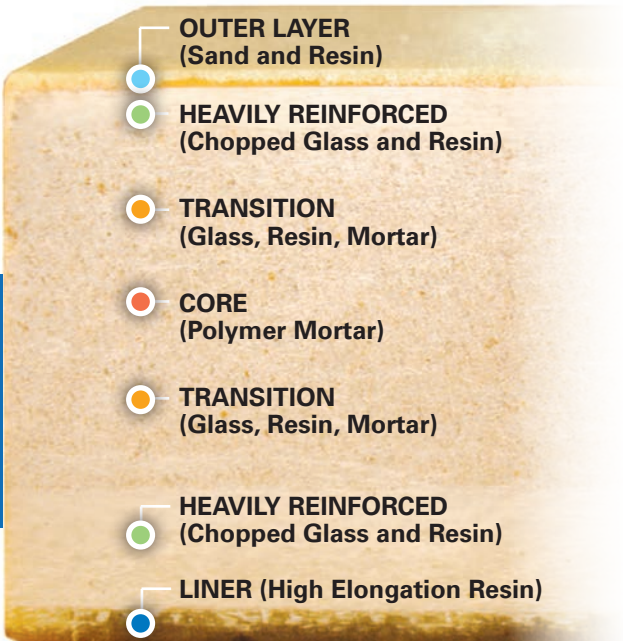 OUTER LAYER
(Sand and Resin)
HEAVILY REINFORCED
(Chopped Glass and Resin)
TRANSITION
(Glass, Resin, Mortar)
CORE
(Polymer Mortar)
TRANSITION
(Glass, Resin, Mortar)
HEAVILY REINFORCED
(Chopped Glass and Resin)
LINER (High Elongation Resin)